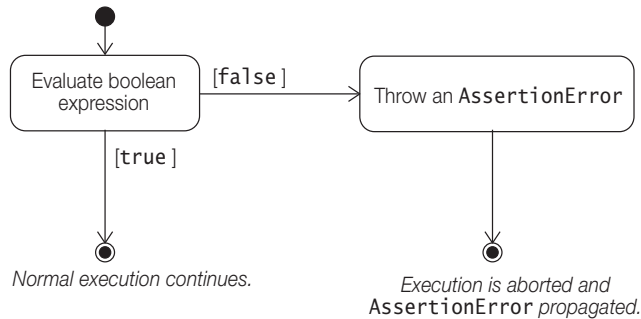 Evaluate boolean
expression
[false ]
Throw an AssertionError
[true ]
Normal execution continues.
Execution is aborted and
AssertionError propagated.